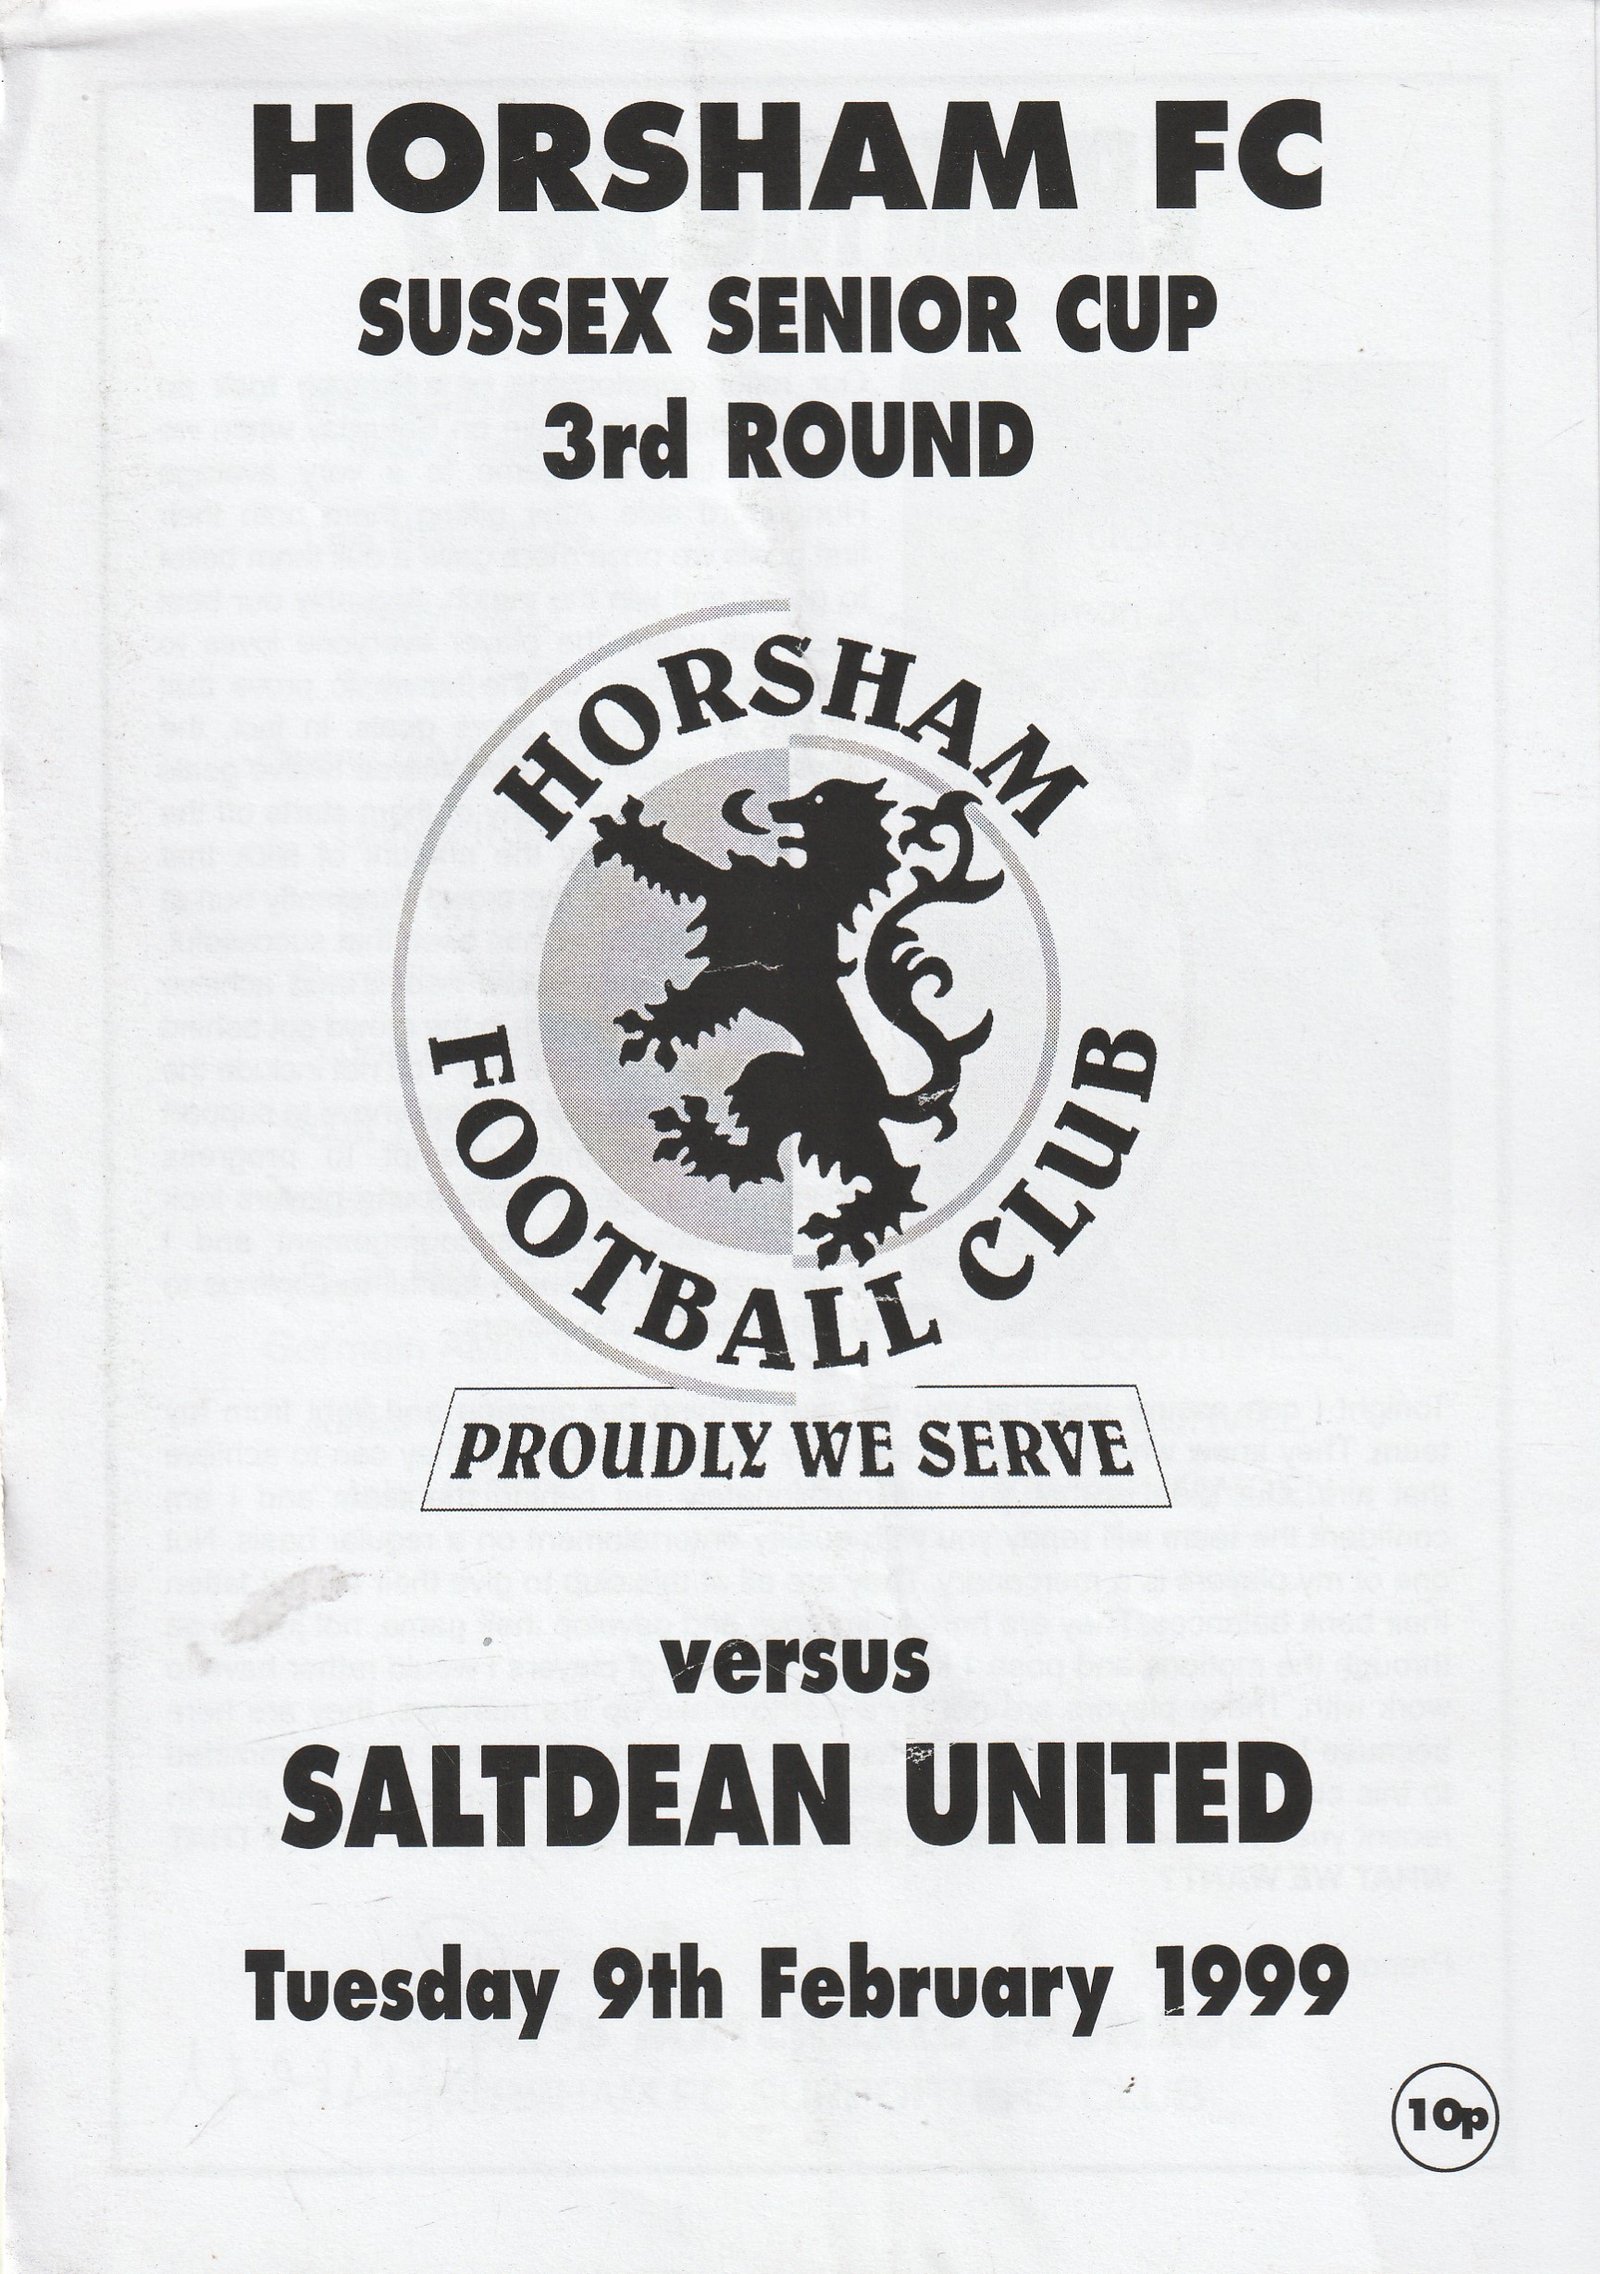 HORSHAM FC
SUSSEX SENIOR CUP
3rd ROUND
HORSHAM
FOOTBALL CLUB
PROUDLY WE SERVE
versus
SALTDEAN UNITED
Tuesday 9th February 1999
10p